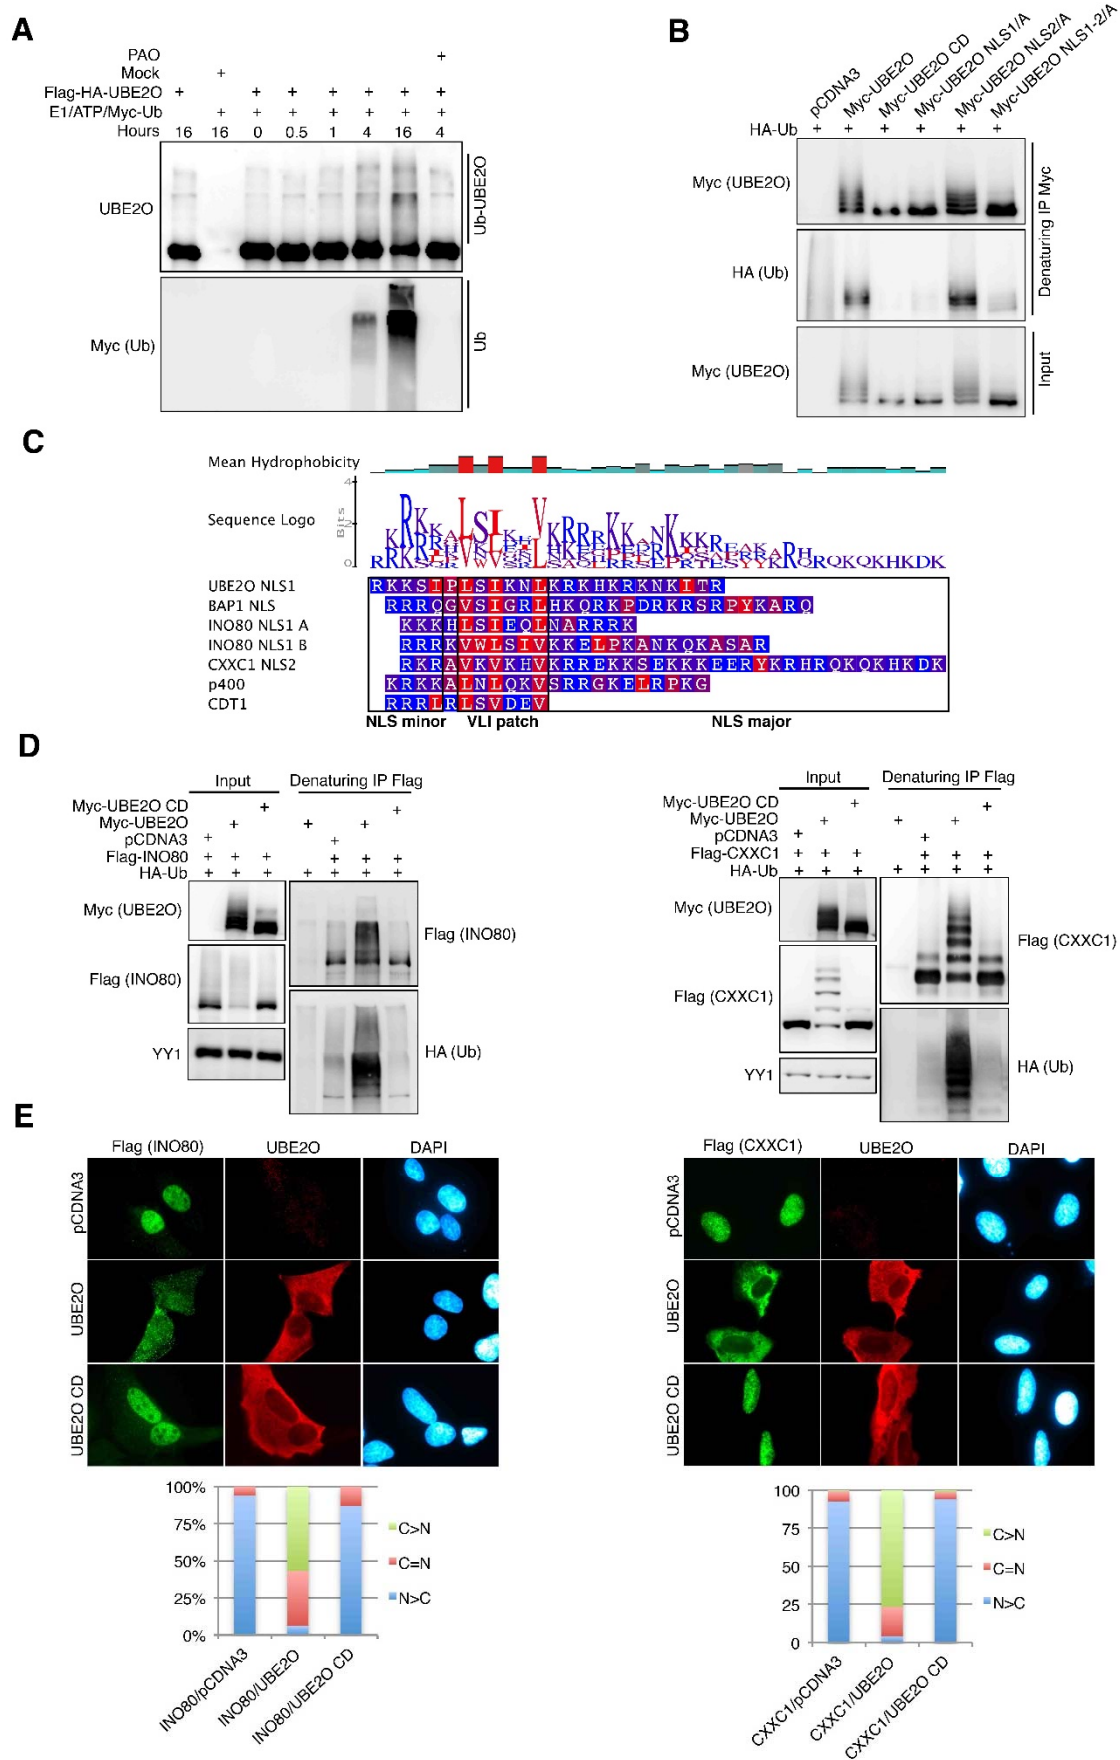 A
PAO +
Mock +
Flag-HA-UBE2O + + + + + + +
E1/ATP/Myc-Ub + + + + + + +
Hours 16 16 0 0.5 1 4 16 4
UBE2O
Ub-UBE2O
Myc (Ub)
Ub
B
pCDNA3
Myc-UBE2O
Myc-UBE2O CD
Myc-UBE2O NLS1/A
Myc-UBE2O NLS2/A
Myc-UBE2O NLS1-2/A
HA-Ub + + + + + +
Myc (UBE2O)
HA (Ub)
Denaturing IP Myc
Myc (UBE2O)
Input
C
Mean Hydrophobicity
Sequence Logo
Bits
4
2
0
UBE2O NLS1 RKKSIPLSIKNLKRKHKRKNKITR
BAP1 NLS RRRQGVSIGRLHKQRKPDRKRSRPYKARQ
INO80 NLS1 A KKKHLSIEQLNARRRK
INO80 NLS1 B RRRKVWLSIVKKELPKANKQKASAR
CXXC1 NLS2 RKRAVKVKHVKRREKKSEKKKEERYKRHRQKQKHKDK
p400 KRKKALNLQKVSRRGKELRPKG
CDT1 RRRLRLSVDEV
NLS minor VLI patch NLS major
D
Input Denaturing IP Flag
Myc-UBE2O CD + +
Myc-UBE2O + + +
pCDNA3 + +
Flag-INO80 + + + + + +
HA-Ub + + + + + + +
Myc (UBE2O)
Flag (INO80)
YY1
Flag (INO80)
HA (Ub)
Input Denaturing IP Flag
Myc-UBE2O CD + +
Myc-UBE2O + + +
pCDNA3 + +
Flag-CXXC1 + + + + + +
HA-Ub + + + + + + +
Myc (UBE2O)
Flag (CXXC1)
YY1
Flag (CXXC1)
HA (Ub)
E
Flag (INO80) UBE2O DAPI
pCDNA3
UBE2O
UBE2O CD
100%
75%
50%
25%
0%
C>N
C=N
N>C
INO80/pCDNA3
INO80/UBE2O
INO80/UBE2O CD
Flag (CXXC1) UBE2O DAPI
pCDNA3
UBE2O
UBE2O CD
100
75
50
25
0
C>N
C=N
N>C
CXXC1/pCDNA3
CXXC1/UBE2O
CXXC1/UBE2O CD